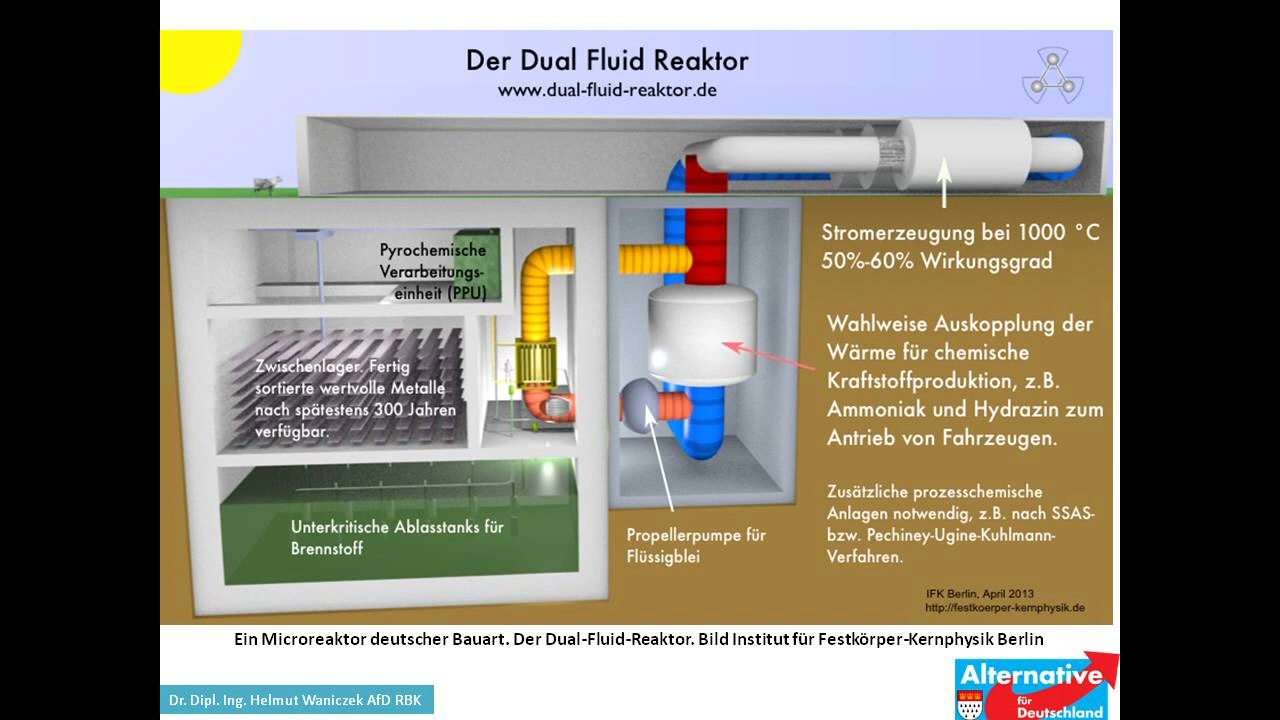 Der Dual Fluid Reaktor
www.dual-fluid-reaktor.de
Pyrochemische
Verarbeitungs-
einheit (PPU)
Zwischenlager. Fertig
sortierte wertvolle Metalle
nach spätestens 300 Jahren
verfügbar.
Unterkritische Ablasstanks für
Brennstoff
Propellerpumpe für
Flüssigblei
Stromerzeugung bei 1000 °C
50%-60% Wirkungsgrad
Wahlweise Auskopplung der
Wärme für chemische
Kraftstoffproduktion, z.B.
Ammoniak und Hydrazin zum
Antrieb von Fahrzeugen.
Zusätzliche prozesschemische
Anlagen notwendig, z.B. nach SSAS-
bzw. Pechiney-Ugine-Kuhlmann-
Verfahren.
IFK Berlin, April 2013
http://festkoerper-kernphysik.de
Ein Microreaktor deutscher Bauart. Der Dual-Fluid-Reaktor. Bild Institut für Festkörper-Kernphysik Berlin
Dr. Dipl. Ing. Helmut Waniczek AfD RBK
Alternative
für
Deutschland